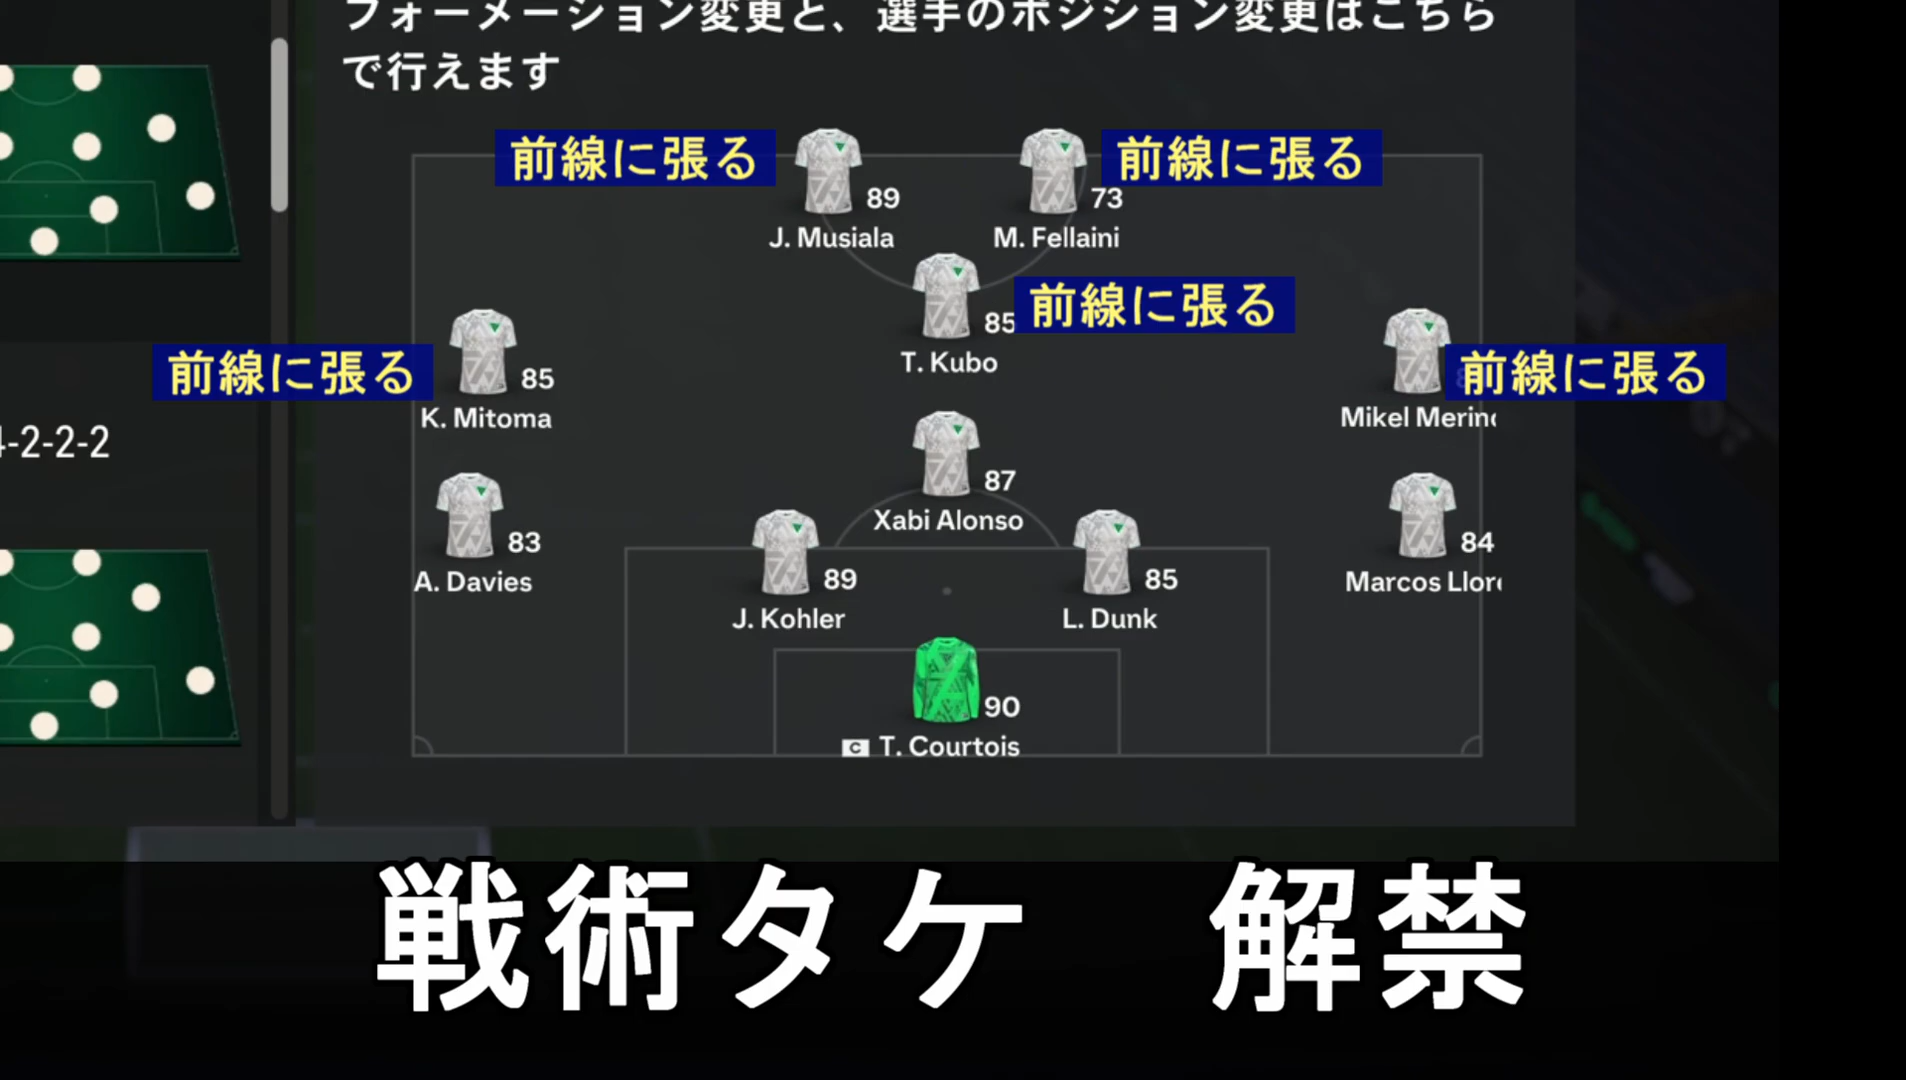 フォーメーション変更と、選手のポジション変更はこちら
で行えます
前線に張る
前線に張る
89
73
J. Musiala
M. Fellaini
前線に張る
85
T. Kubo
前線に張る
85
K. Mitoma
前線に張る
Mikel Merin
4-2-2-2
87
Xabi Alonso
83
A. Davies
84
Marcos Llor
89
J. Kohler
85
L. Dunk
90
C T. Courtois
戦術タケ 解禁